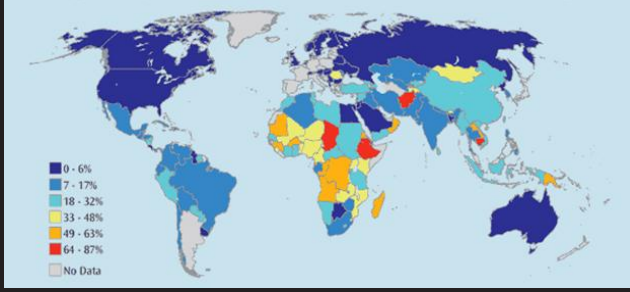 0 - 6%
7 - 17%
18 - 32%
33 - 48%
49 - 63%
64 - 87%
No Data